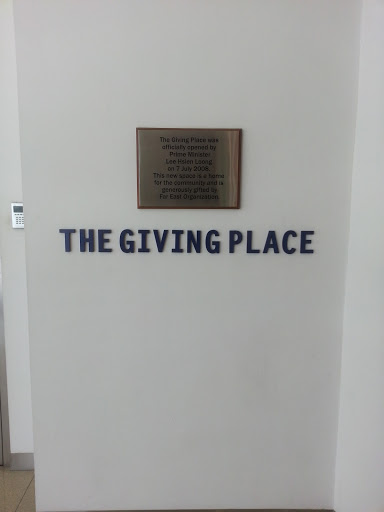 The Giving Place was
officially opened by
Prime Minister
Lee Hsien Loong
on 7 July 2009.
This new space is a home
for the community and is
generously gifted by
Far East Organization.
THE GIVING PLACE